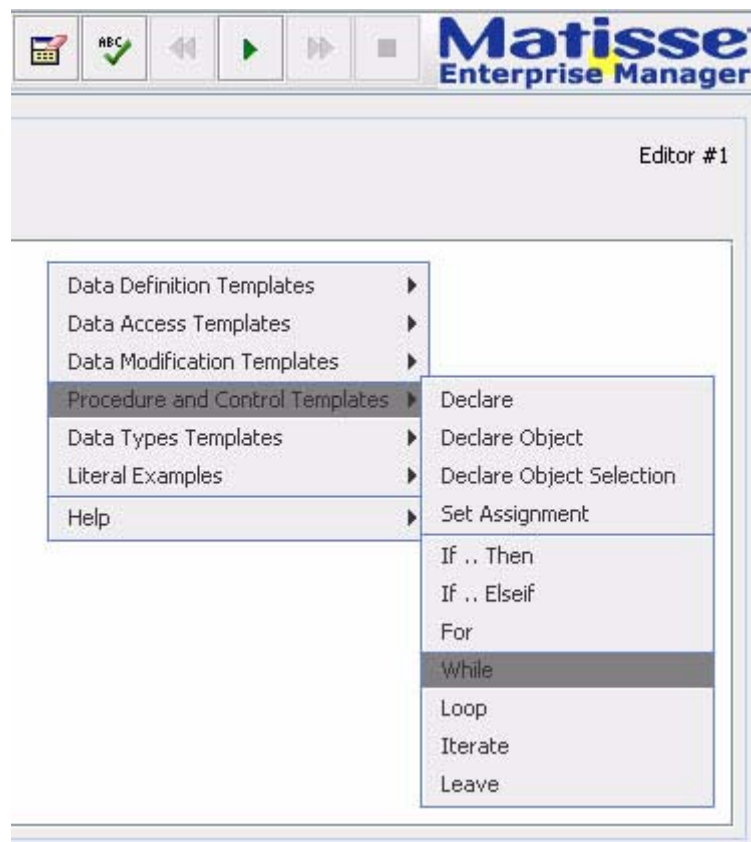 ABC
Matisse
Enterprise Manager
Editor #1
Data Definition Templates
Data Access Templates
Data Modification Templates
Procedure and Control Templates
Data Types Templates
Literal Examples
Help
Declare
Declare Object
Declare Object Selection
Set Assignment
If .. Then
If .. Elseif
For
While
Loop
Iterate
Leave